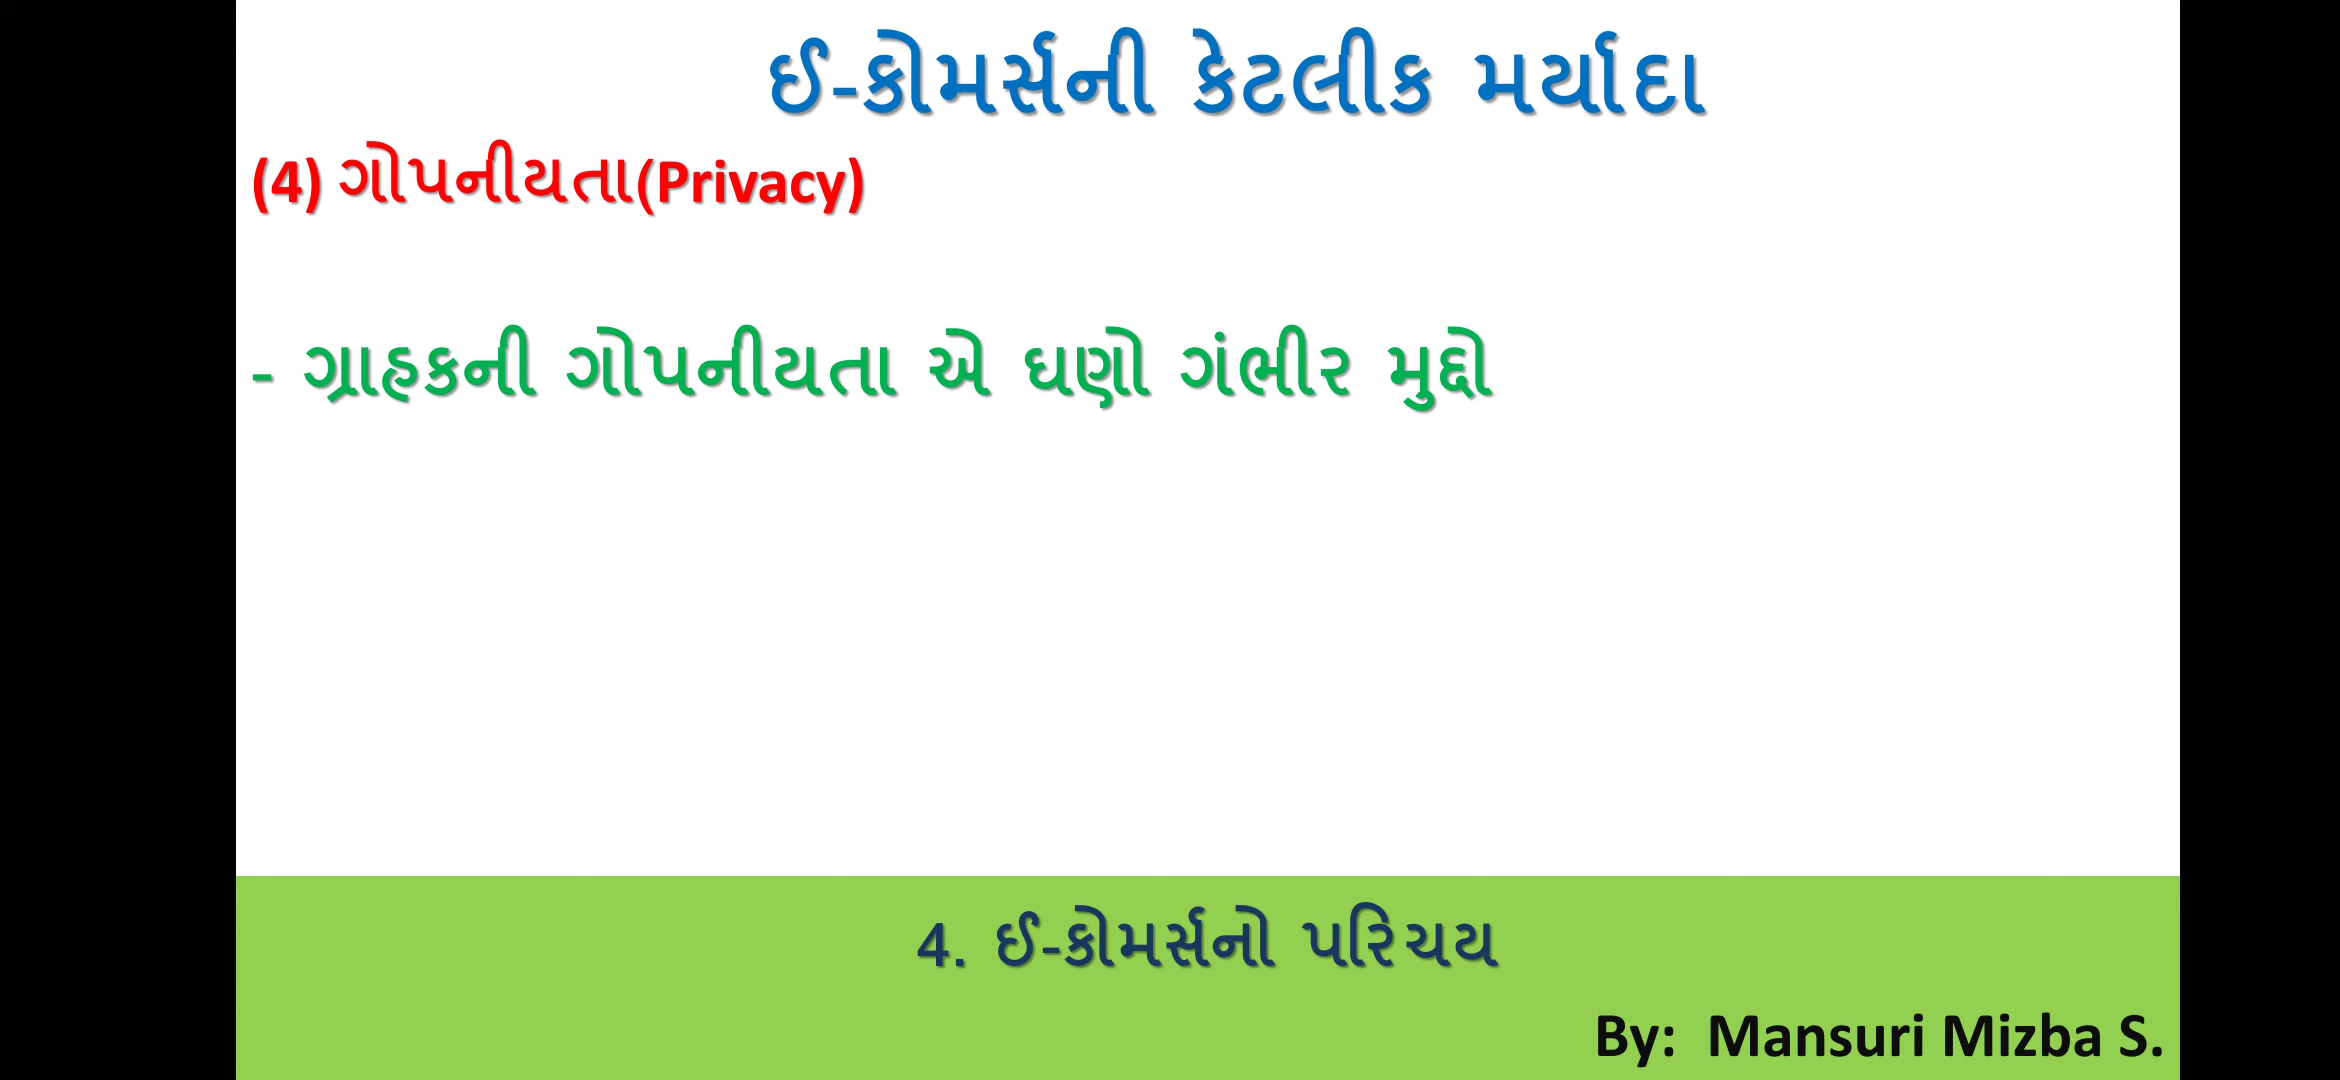 ઈ-કોમર્સની કેટલીક મર્યાદા
(4) ગોપનીયતા(Privacy)
- ગ્રાહકની ગોપનીયતા એ ઘણો ગંભીર મુદ્દો
4. ઈ-કોમર્સનો પરિચય
By: Mansuri Mizba S.